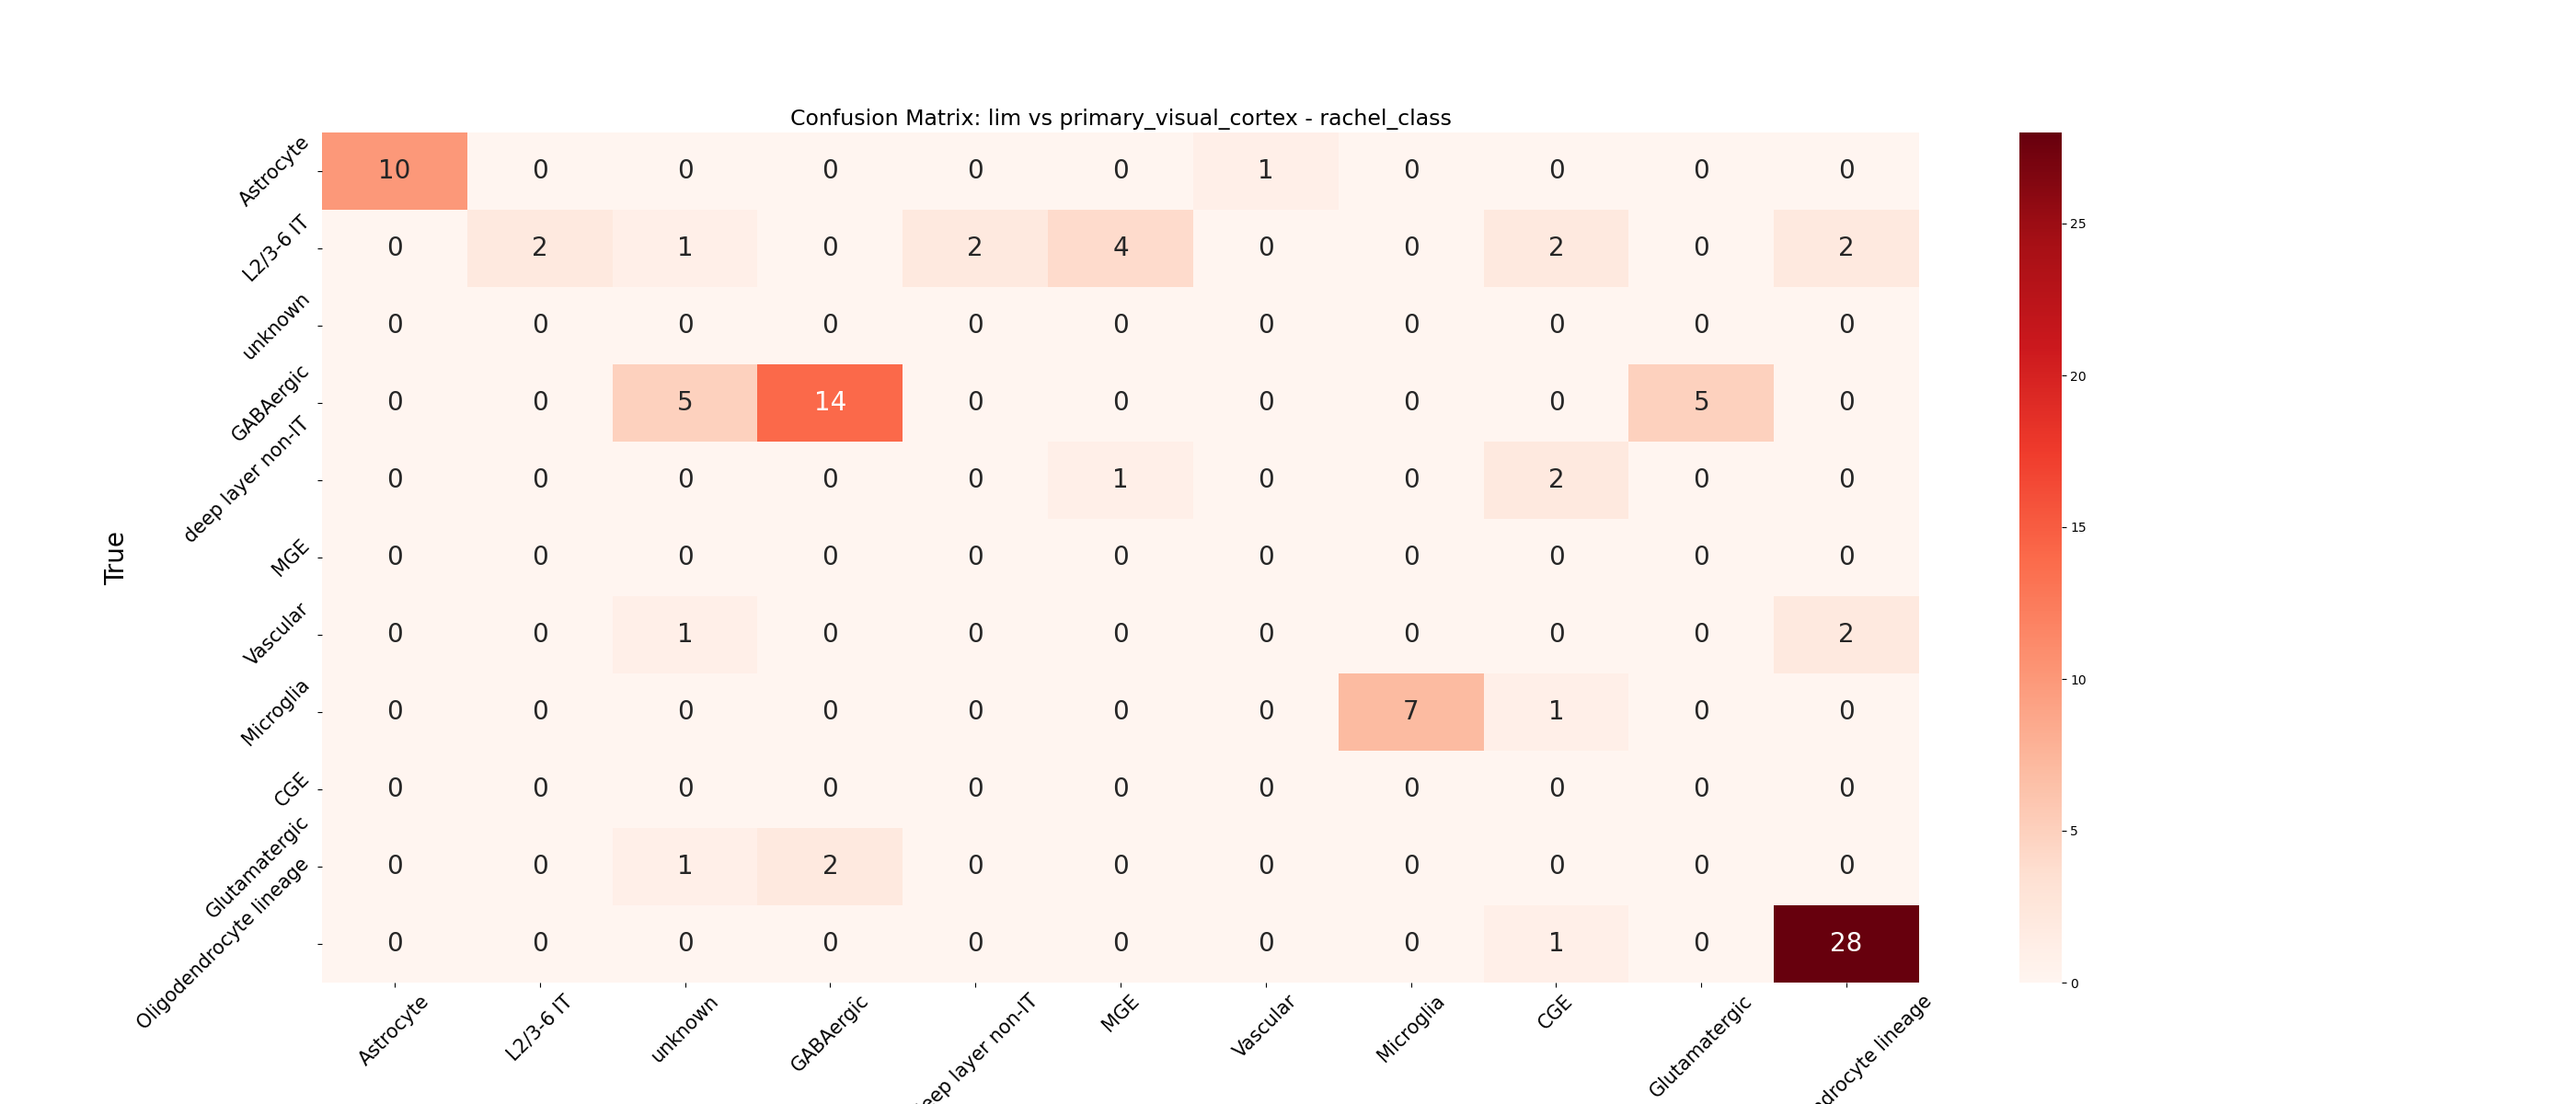 Confusion Matrix: lim vs primary_visual_cortex - rachel_class
True
Astrocyte 10 0 0 0 0 0 1 0 0 0 0
L2/3-6 IT 0 2 1 0 2 4 0 0 2 0 2
unknown 0 0 0 0 0 0 0 0 0 0 0
GABAergic 0 0 5 14 0 0 0 0 0 5 0
deep layer non-IT 0 0 0 0 0 1 0 0 2 0 0
MGE 0 0 0 0 0 0 0 0 0 0 0
Vascular 0 0 1 0 0 0 0 0 0 0 2
Microglia 0 0 0 0 0 0 0 7 1 0 0
CGE 0 0 0 0 0 0 0 0 0 0 0
Glutamatergic 0 0 1 2 0 0 0 0 0 0 0
Oligodendrocyte lineage 0 0 0 0 0 0 0 0 1 0 28
Astrocyte L2/3-6 IT unknown GABAergic layer non-IT MGE Vascular Microglia CGE Glutamatergic lineage
25
20
15
10
5
0